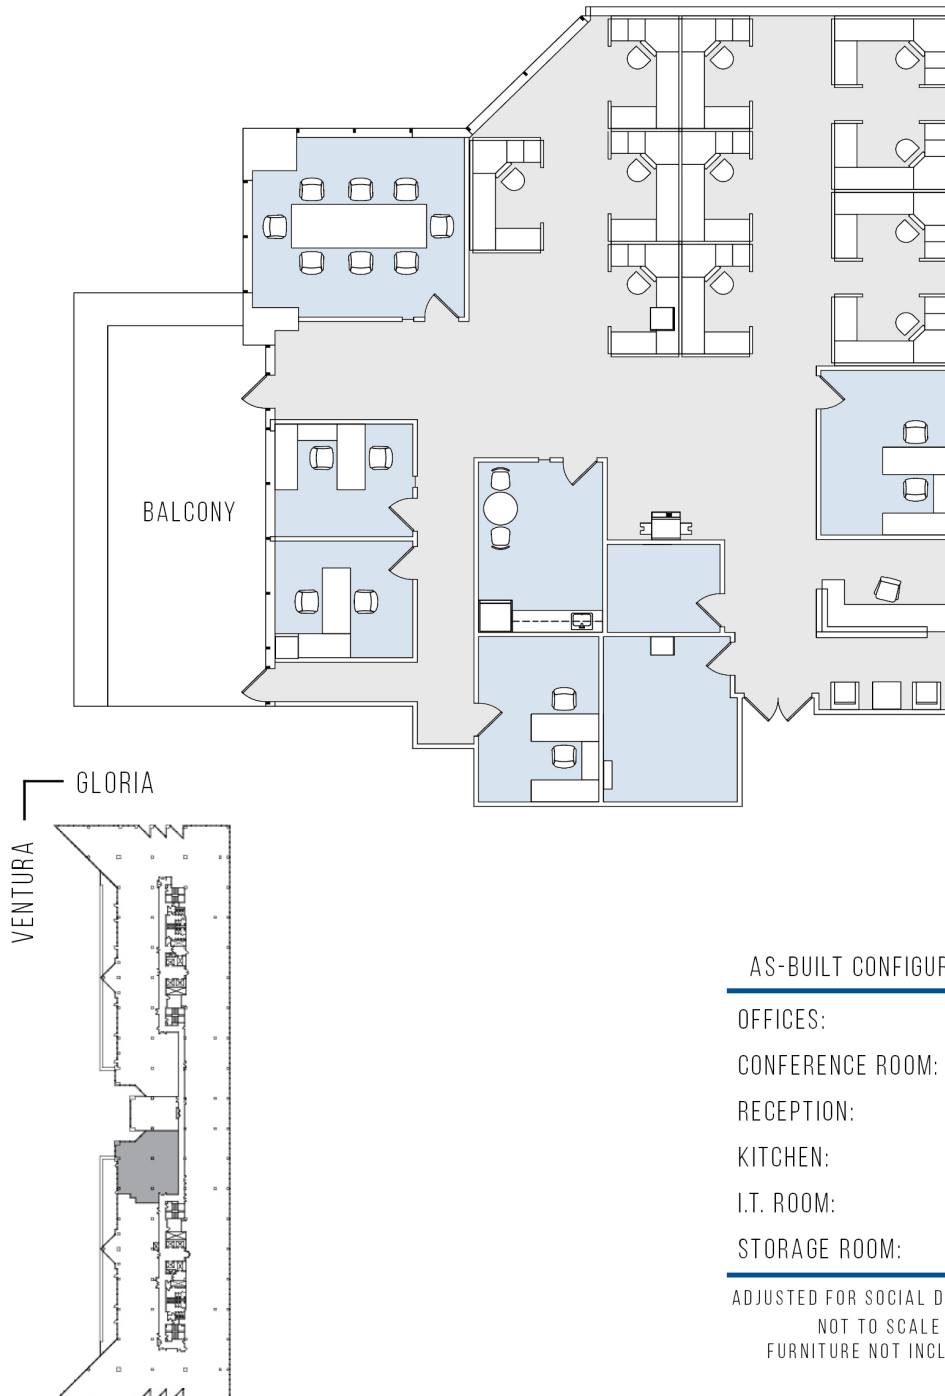 BALCONY
GLORIA
VENTURA
AS-BUILT CONFIGUR
OFFICES:
CONFERENCE ROOM:
RECEPTION:
KITCHEN:
I.T. ROOM:
STORAGE ROOM:
ADJUSTED FOR SOCIAL D
NOT TO SCALE
FURNITURE NOT INCL